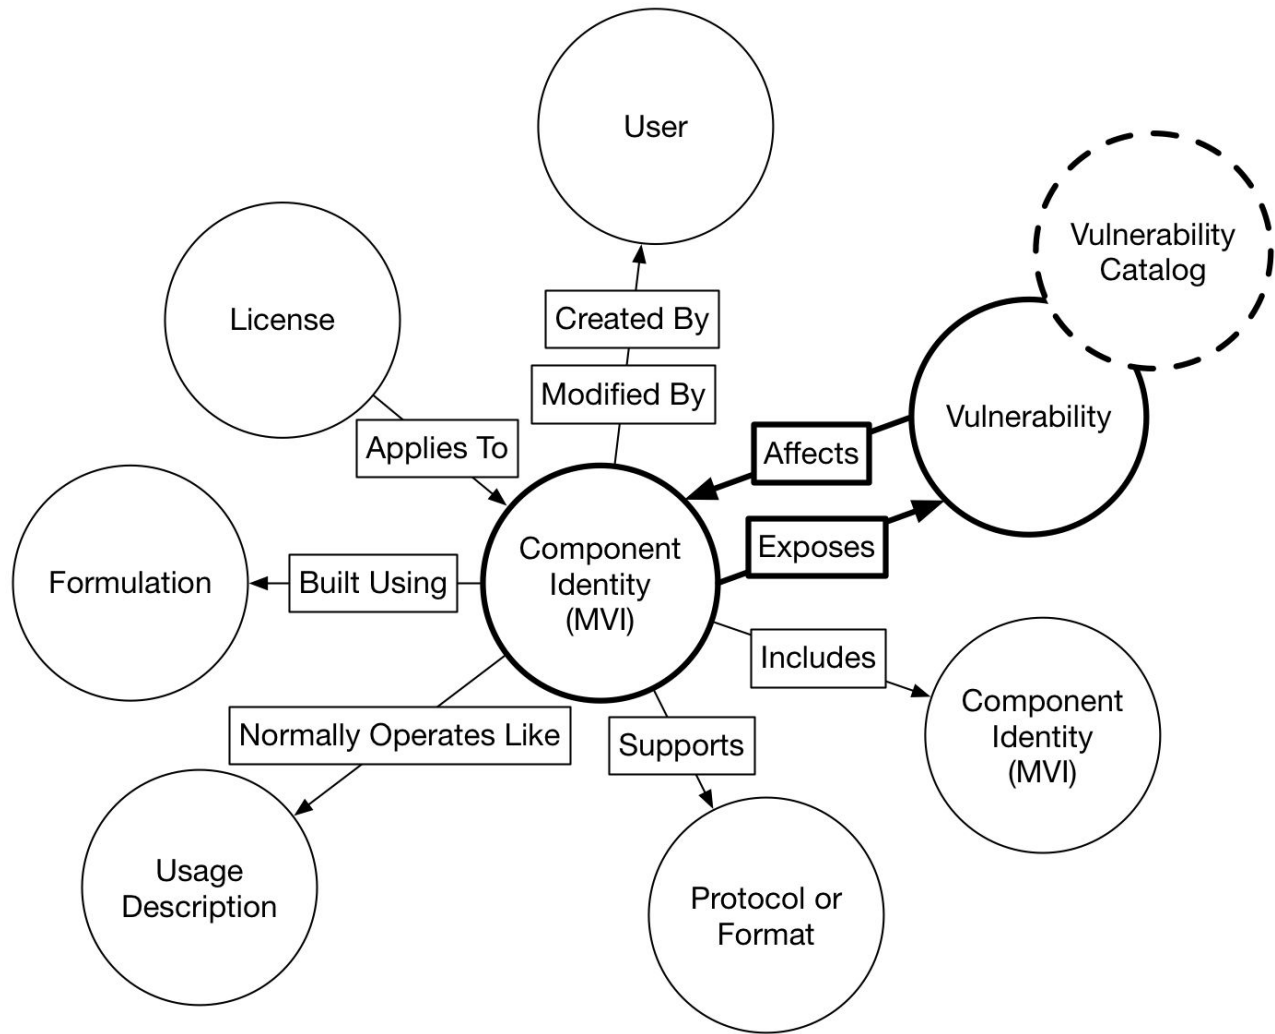 User
Vulnerability
Catalog
License
Created By
Modified By
Vulnerability
Applies To
Affects
Component
Identity
(MVI)
Exposes
Formulation
Built Using
Includes
Component
Identity
(MVI)
Normally Operates Like
Supports
Usage
Description
Protocol or
Format